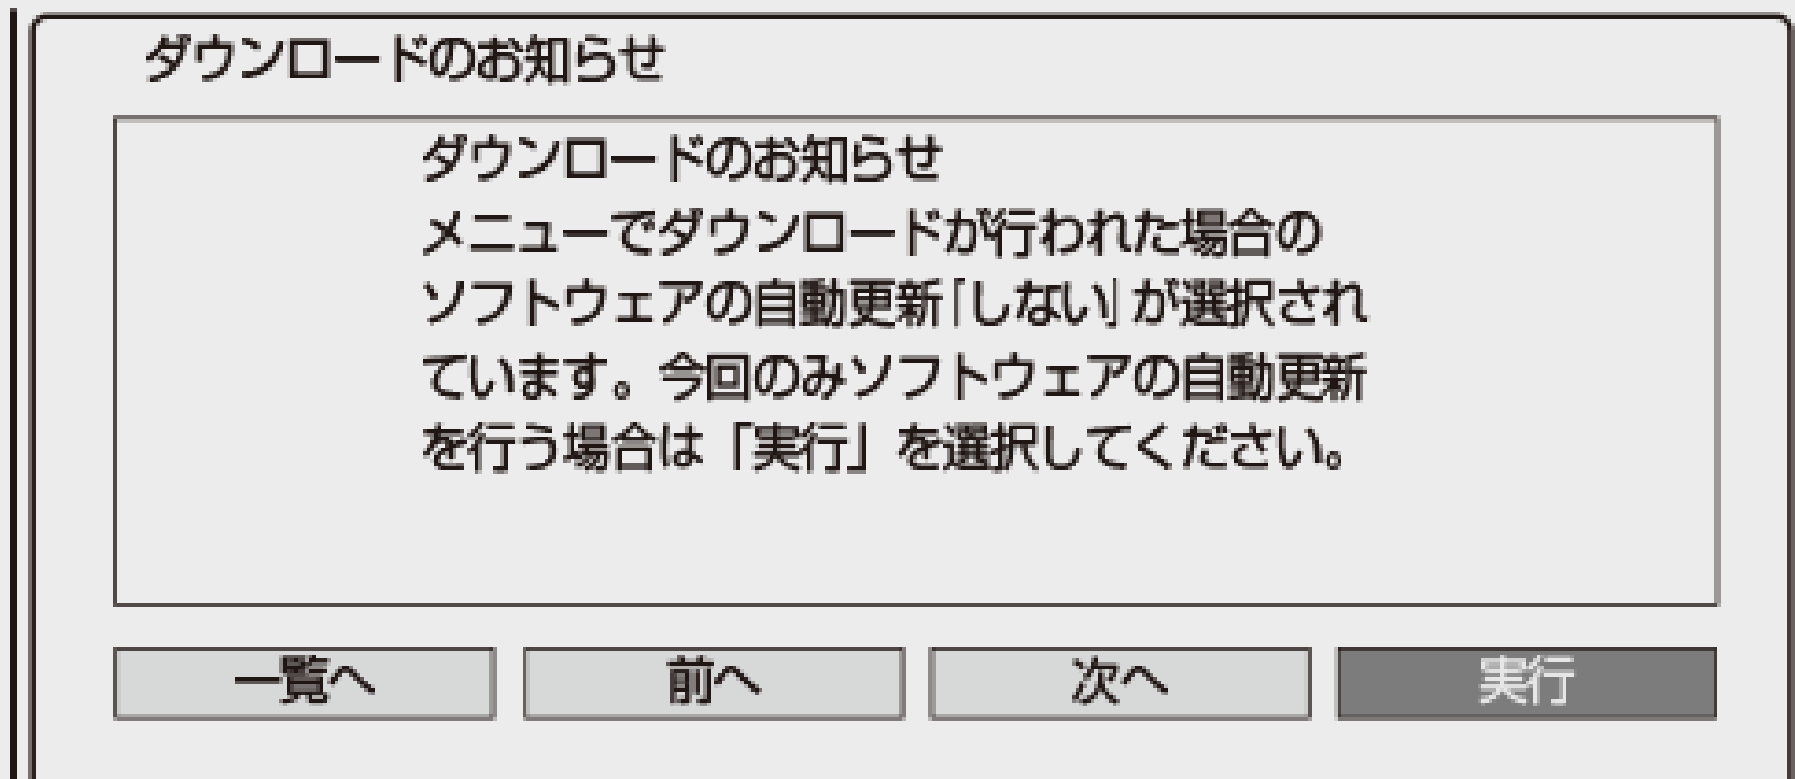 ダウンロードのお知らせ
ダウンロードのお知らせ
メニューでダウンロードが行われた場合の
ソフトウェアの自動更新「しない」が選択され
ています。今回のみソフトウェアの自動更新
を行う場合は「実行」を選択してください。
一覧へ
前へ
次へ
実行